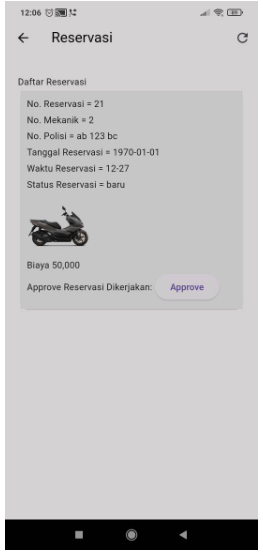 12:06
Reservasi
Daftar Reservasi
No. Reservasi = 21
No. Mekanik = 2
No. Polisi = ab 123 bc
Tanggal Reservasi = 1970-01-01
Waktu Reservasi = 12-27
Status Reservasi = baru
Biaya 50,000
Approve Reservasi Dikerjakan: Approve